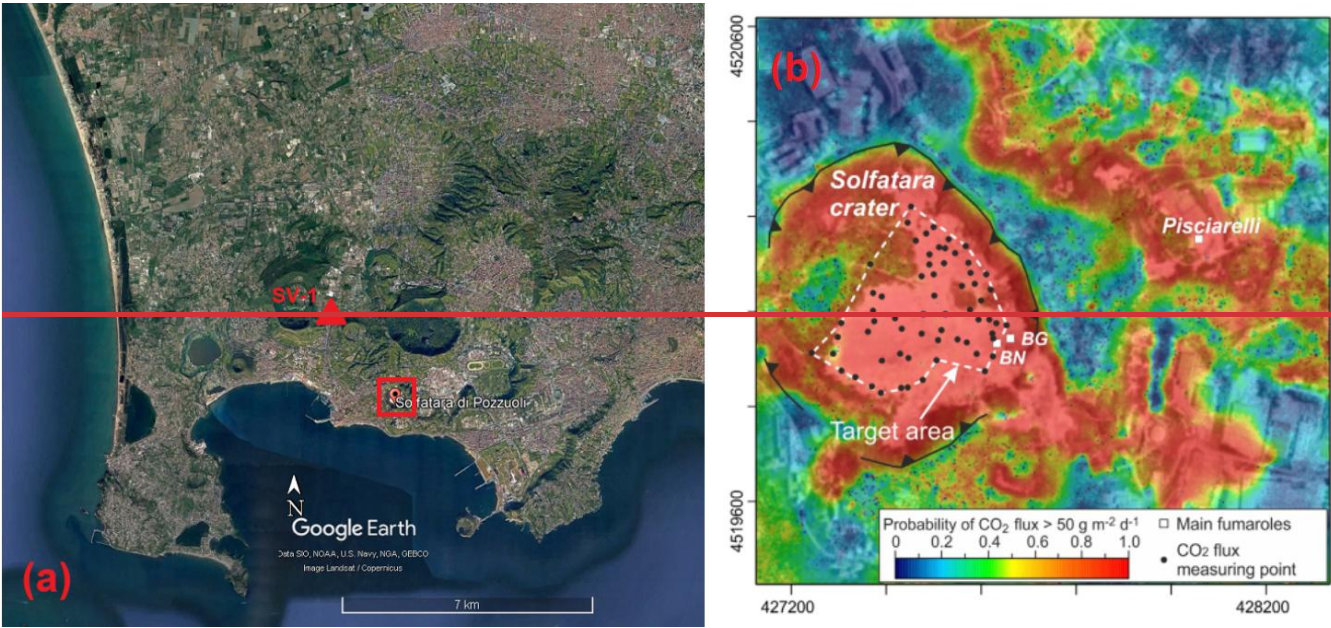 (a)
SV-1
Solfatara di Pozzuoli
N
Google Earth
Data SIO, NOAA, U.S. Navy, NGA, GEBCO
Image Landsat / Copernicus
7 km
(b)
4520600
4519600
Solfatara
crater
Pisciarelli
BG
BN
Target area
Probability of CO₂ flux > 50 g m⁻² d⁻¹
0 0.2 0.4 0.6 0.8 1.0
Main fumaroles
CO₂ flux
measuring point
427200
428200